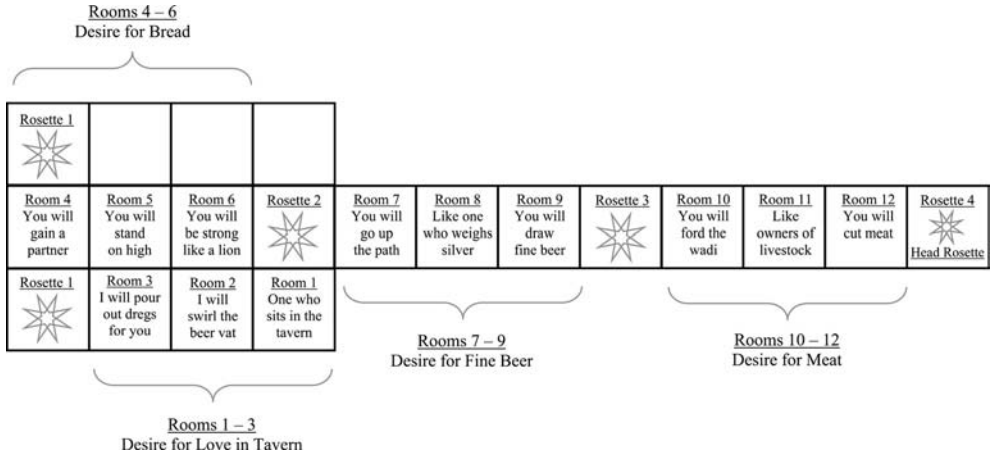 Rooms 4 – 6
Desire for Bread
Rosette 1
Room 4
You will
gain a
partner
Room 5
You will
stand
on high
Room 6
You will
be strong
like a lion
Rosette 2
Room 7
You will
go up
the path
Room 8
Like one
who weighs
silver
Room 9
You will
draw
fine beer
Rosette 3
Room 10
You will
ford the
wadi
Room 11
Like
owners of
livestock
Room 12
You will
cut meat
Rosette 4
Head Rosette
Rosette 1
Room 3
I will pour
out dregs
for you
Room 2
I will
swirl the
beer vat
Room 1
One who
sits in the
tavern
Rooms 7 – 9
Desire for Fine Beer
Rooms 10 – 12
Desire for Meat
Rooms 1 – 3
Desire for Love in Tavern